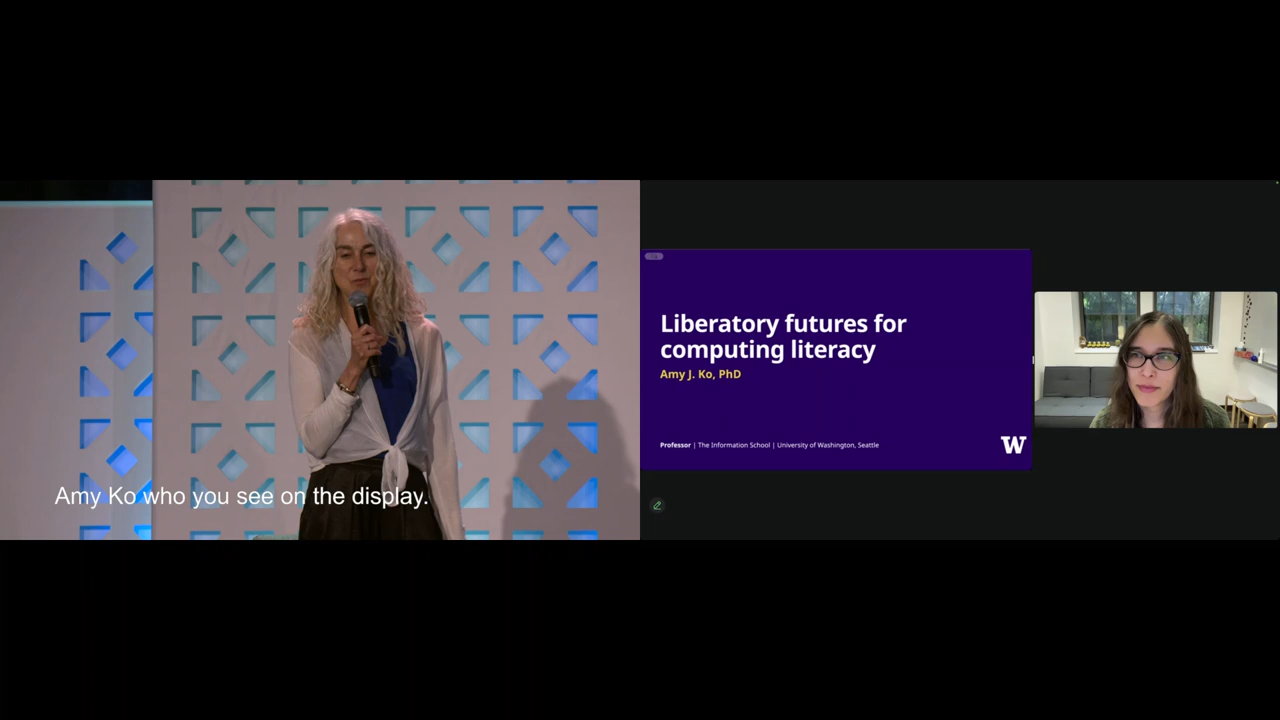 Amy Ko who you see on the display.
Liberatory futures for
computing literacy
Amy J. Ko, PhD
Professor | The Information School | University of Washington, Seattle
W